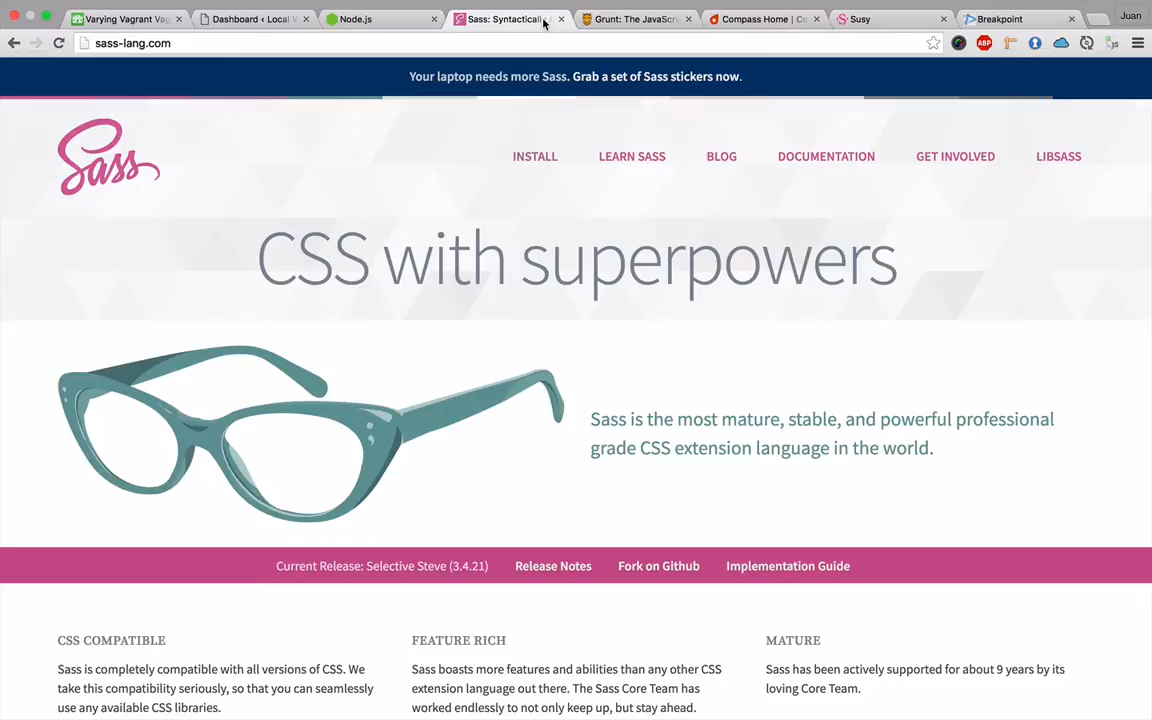 Varying Vagrant Vag
Dashboard ‹ Local
Node.js
Sass: Syntactically
Grunt: The JavaScri
Compass Home | Co
Susy
Breakpoint
Juan
sass-lang.com
ABP
js
Your laptop needs more Sass. Grab a set of Sass stickers now.
Sass
INSTALL
LEARN SASS
BLOG
DOCUMENTATION
GET INVOLVED
LIBSASS
CSS with superpowers
Sass is the most mature, stable, and powerful professional
grade CSS extension language in the world.
Current Release: Selective Steve (3.4.21)
Release Notes
Fork on Github
Implementation Guide
CSS COMPATIBLE
Sass is completely compatible with all versions of CSS. We
take this compatibility seriously, so that you can seamlessly
use any available CSS libraries.
FEATURE RICH
Sass boasts more features and abilities than any other CSS
extension language out there. The Sass Core Team has
worked endlessly to not only keep up, but stay ahead.
MATURE
Sass has been actively supported for about 9 years by its
loving Core Team.